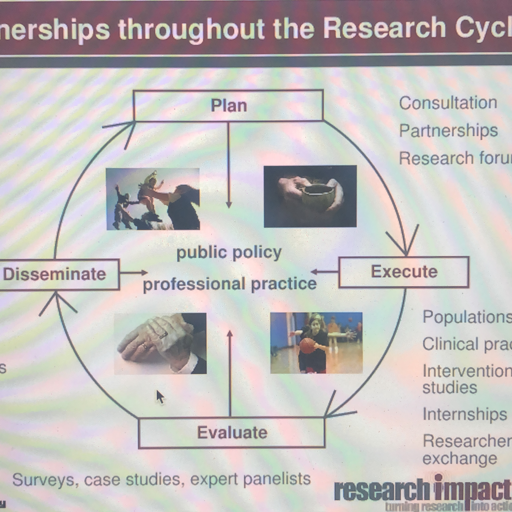 nerships throughout the Research Cycl
Plan
Consultation
Partnerships
Research foru
public policy
Disseminate
Execute
professional practice
Populations
Clinical prac
s
Intervention
studies
Internships
Evaluate
Researcher
exchange
Surveys, case studies, expert panelists
research impact
turning research into actio
u